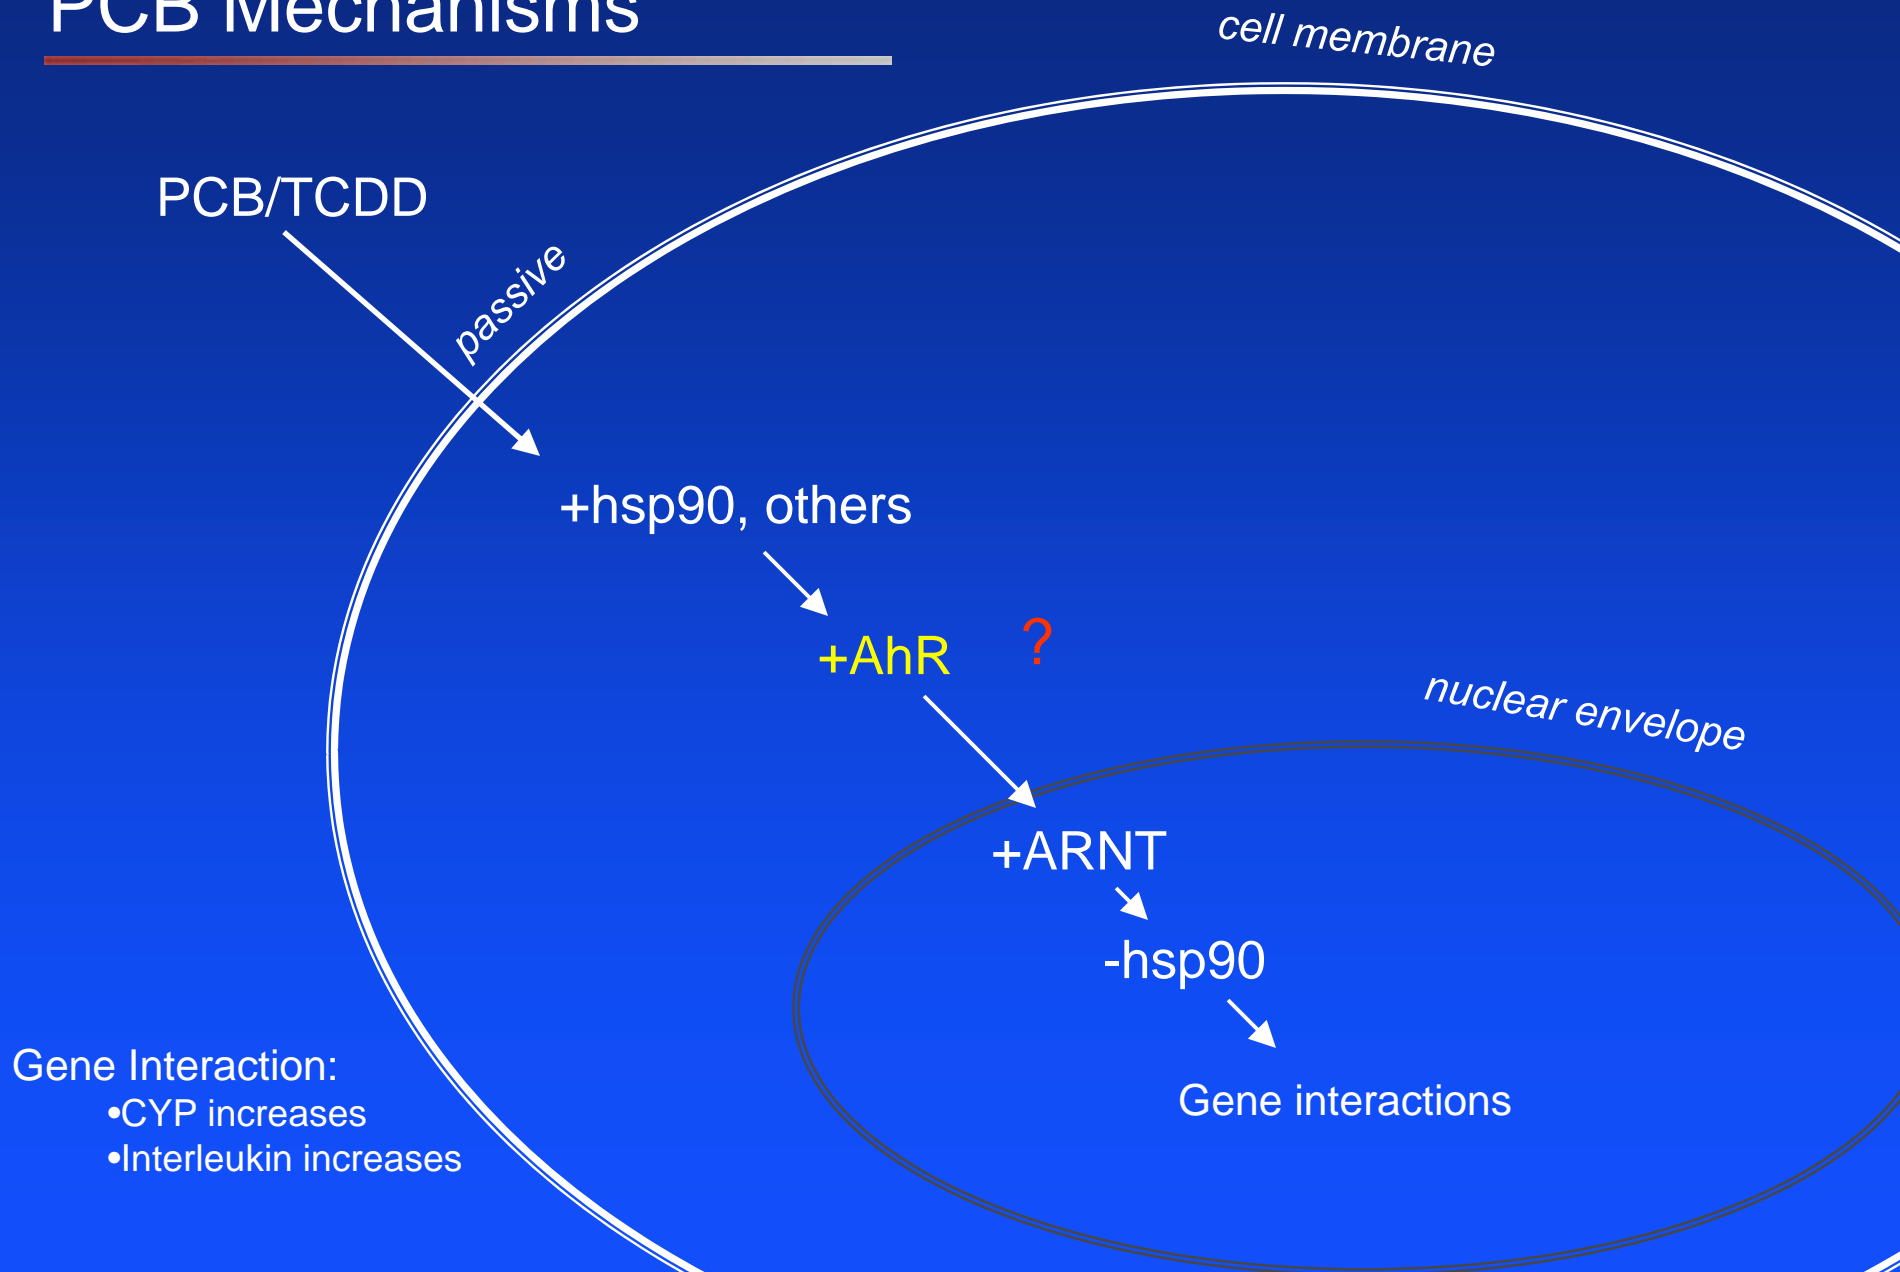 PCB Mechanisms
cell membrane
PCB/TCDD
passive
+hsp90, others
+AhR ?
nuclear envelope
+ARNT
-hsp90
Gene interactions
Gene Interaction:
•CYP increases
•Interleukin increases